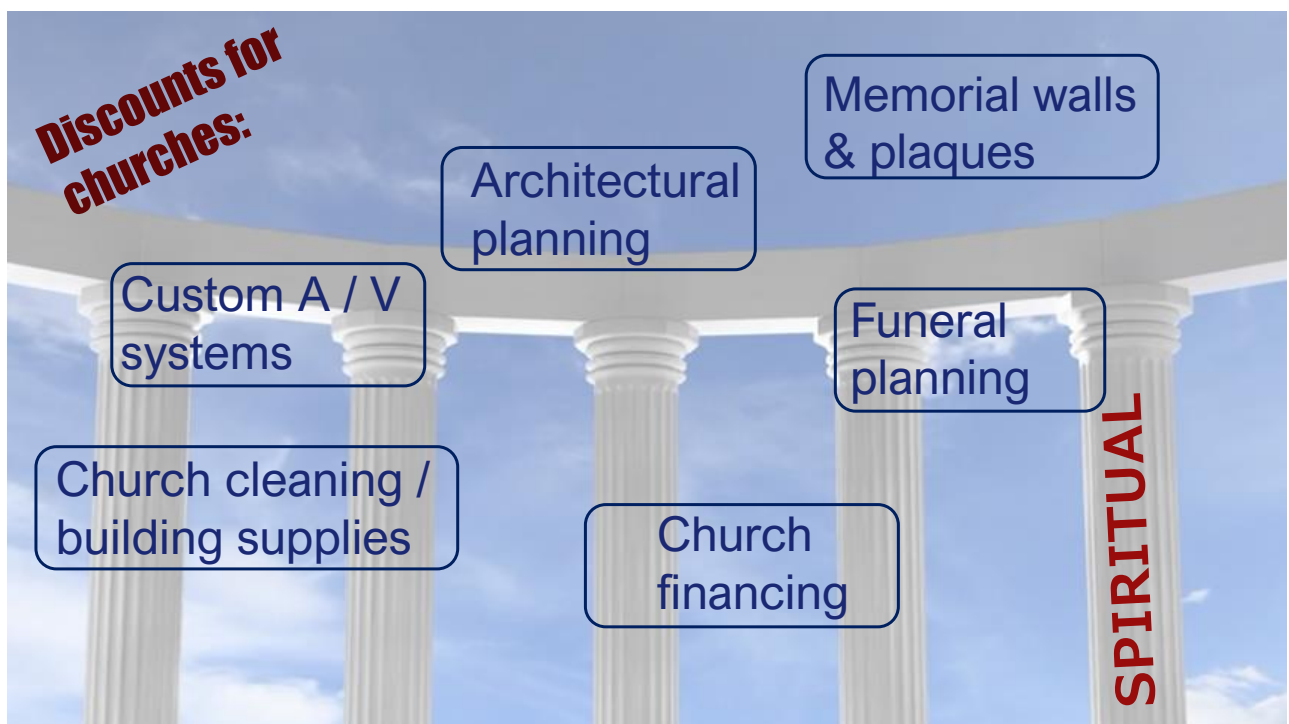 Discounts for
churches:
Memorial walls
& plaques
Architectural
planning
Custom A / V
systems
Funeral
planning
Church cleaning /
building supplies
Church
financing
SPIRITUAL